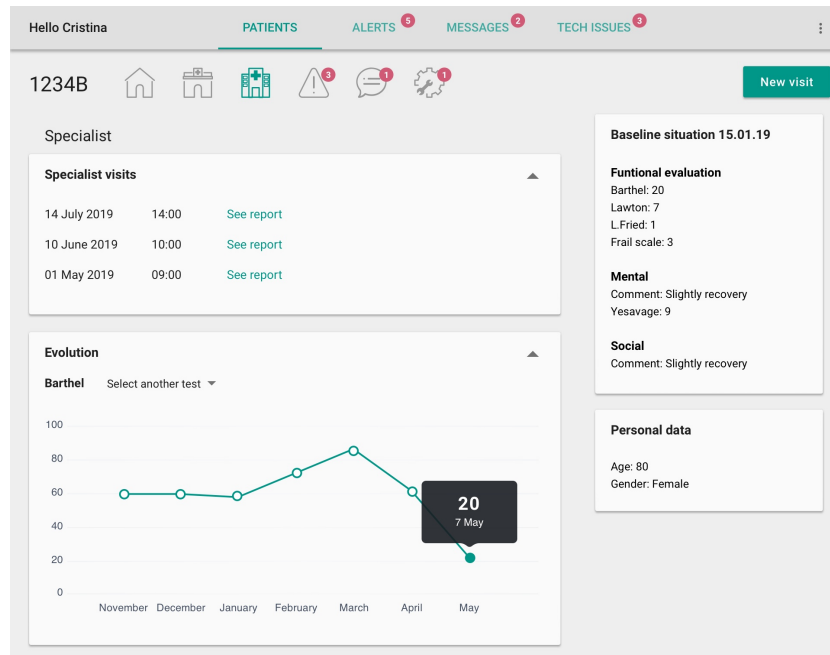 Hello Cristina
PATIENTS
ALERTS 5
MESSAGES 2
TECH ISSUES 3
1234B
3
1
1
New visit
Specialist
Specialist visits
14 July 2019 14:00 See report
10 June 2019 10:00 See report
01 May 2019 09:00 See report
Evolution
Barthel Select another test
100
80
60
40
20
0
20
7 May
November December January February March April May
Baseline situation 15.01.19
Funtional evaluation
Barthel: 20
Lawton: 7
L.Fried: 1
Frail scale: 3
Mental
Comment: Slightly recovery
Yesavage: 9
Social
Comment: Slightly recovery
Personal data
Age: 80
Gender: Female